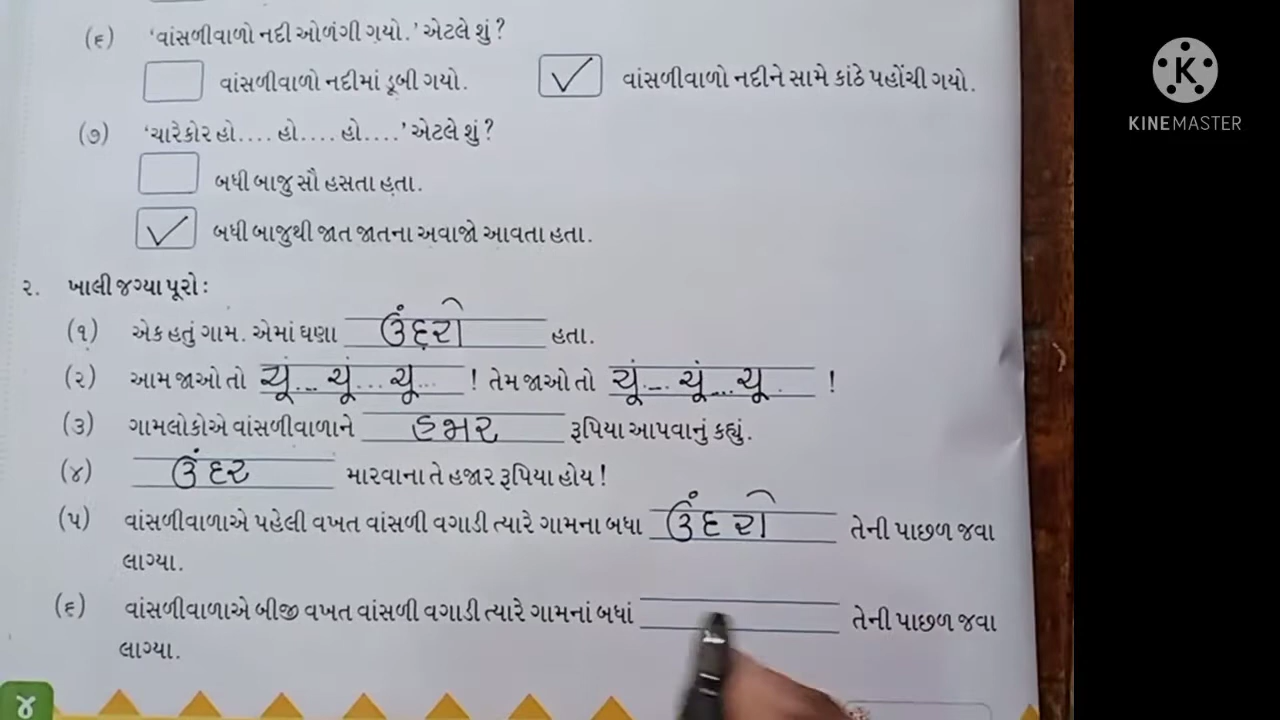 (૬) 'વાંસળીવાળો નદી ઓળંગી ગયો.' એટલે શું?
વાંસળીવાળો નદીમાં ડૂબી ગયો. ✓ વાંસળીવાળો નદીને સામે કાંઠે પહોંચી ગયો.
(૭) 'ચારેકોર હો.... હો.... હો....' એટલે શું?
બધી બાજુ સૌ હસતા હતા.
✓ બધી બાજુથી જાત જાતના અવાજો આવતા હતા.
૨. ખાલી જગ્યા પૂરો :
(૧) એક હતું ગામ. એમાં ઘણા ઉંદરો હતા.
(૨) આમ જાઓ તો ચૂં... ચૂં... ચૂ... ! તેમ જાઓ તો ચૂં... ચૂં... ચૂ . !
(૩) ગામલોકોએ વાંસળીવાળાને હજાર રૂપિયા આપવાનું કહ્યું.
(૪) ઉંદર મારવાના તે હજાર રૂપિયા હોય!
(૫) વાંસળીવાળાએ પહેલી વખત વાંસળી વગાડી ત્યારે ગામના બધા ઉંદરો તેની પાછળ જવા
લાગ્યા.
(૬) વાંસળીવાળાએ બીજી વખત વાંસળી વગાડી ત્યારે ગામનાં બધાં તેની પાછળ જવા
લાગ્યા.
૪
K
KINEMASTER